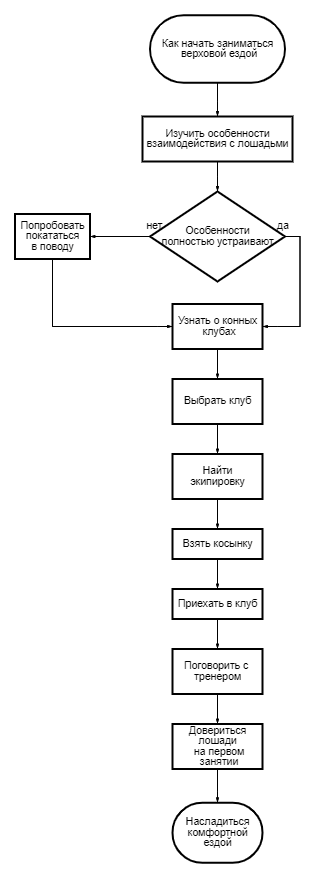 Как начать заниматься
верховой ездой
Изучить особенности
взаимодействия с лошадьми
нет
Особенности
полностью устраивают
да
Попробовать
покататься
в поводу
Узнать о конных
клубах
Выбрать клуб
Найти
экипировку
Взять косынку
Приехать в клуб
Поговорить с
тренером
Довериться
лошади
на первом
занятии
Насладиться
комфортной
ездой